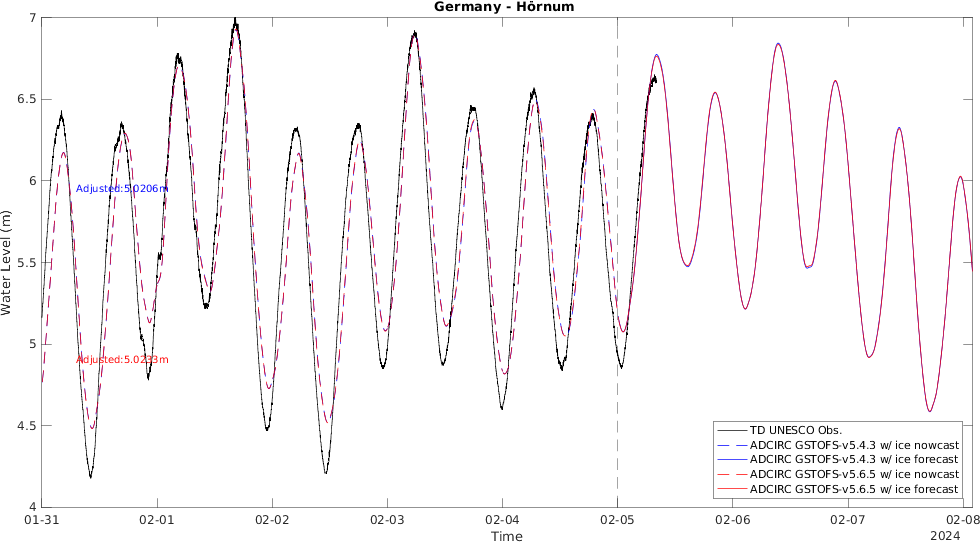 Germany - Hörnum
7
6.5
6
5.5
5
4.5
4
Water Level (m)
Adjusted:5.0206m
Adjusted:5.0233m
TD UNESCO Obs.
ADCIRC GSTOFS-v5.4.3 w/ ice nowcast
ADCIRC GSTOFS-v5.4.3 w/ ice forecast
ADCIRC GSTOFS-v5.6.5 w/ ice nowcast
ADCIRC GSTOFS-v5.6.5 w/ ice forecast
01-31 02-01 02-02 02-03 02-04 02-05 02-06 02-07 02-08
Time 2024